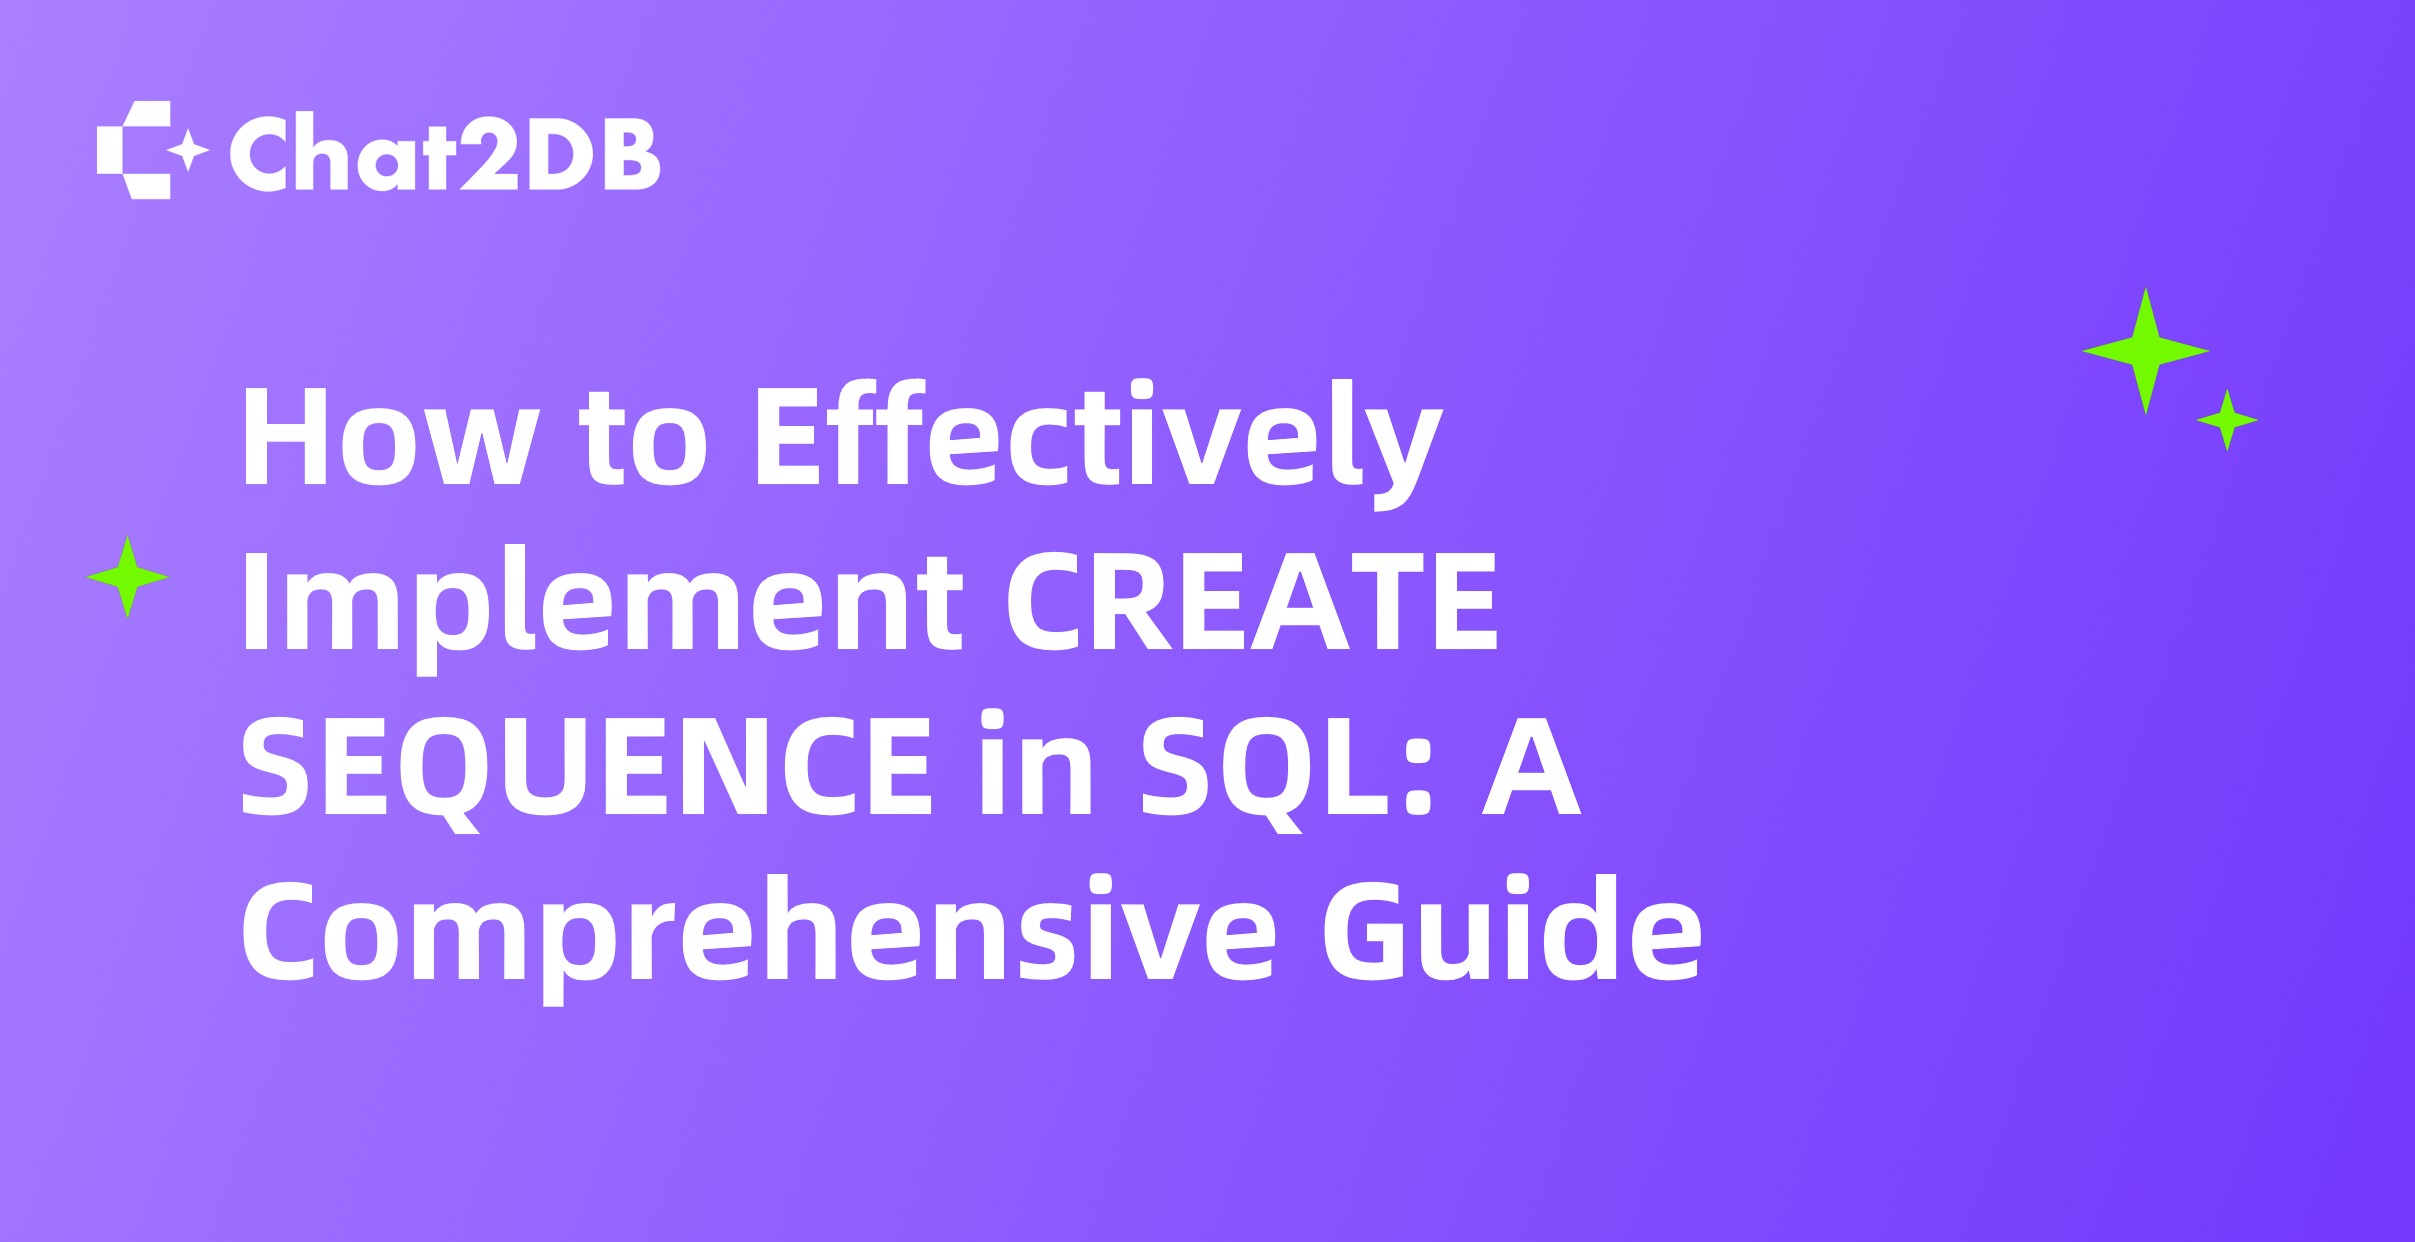 Chat2DB
How to Effectively
Implement CREATE
SEQUENCE in SQL: A
Comprehensive Guide